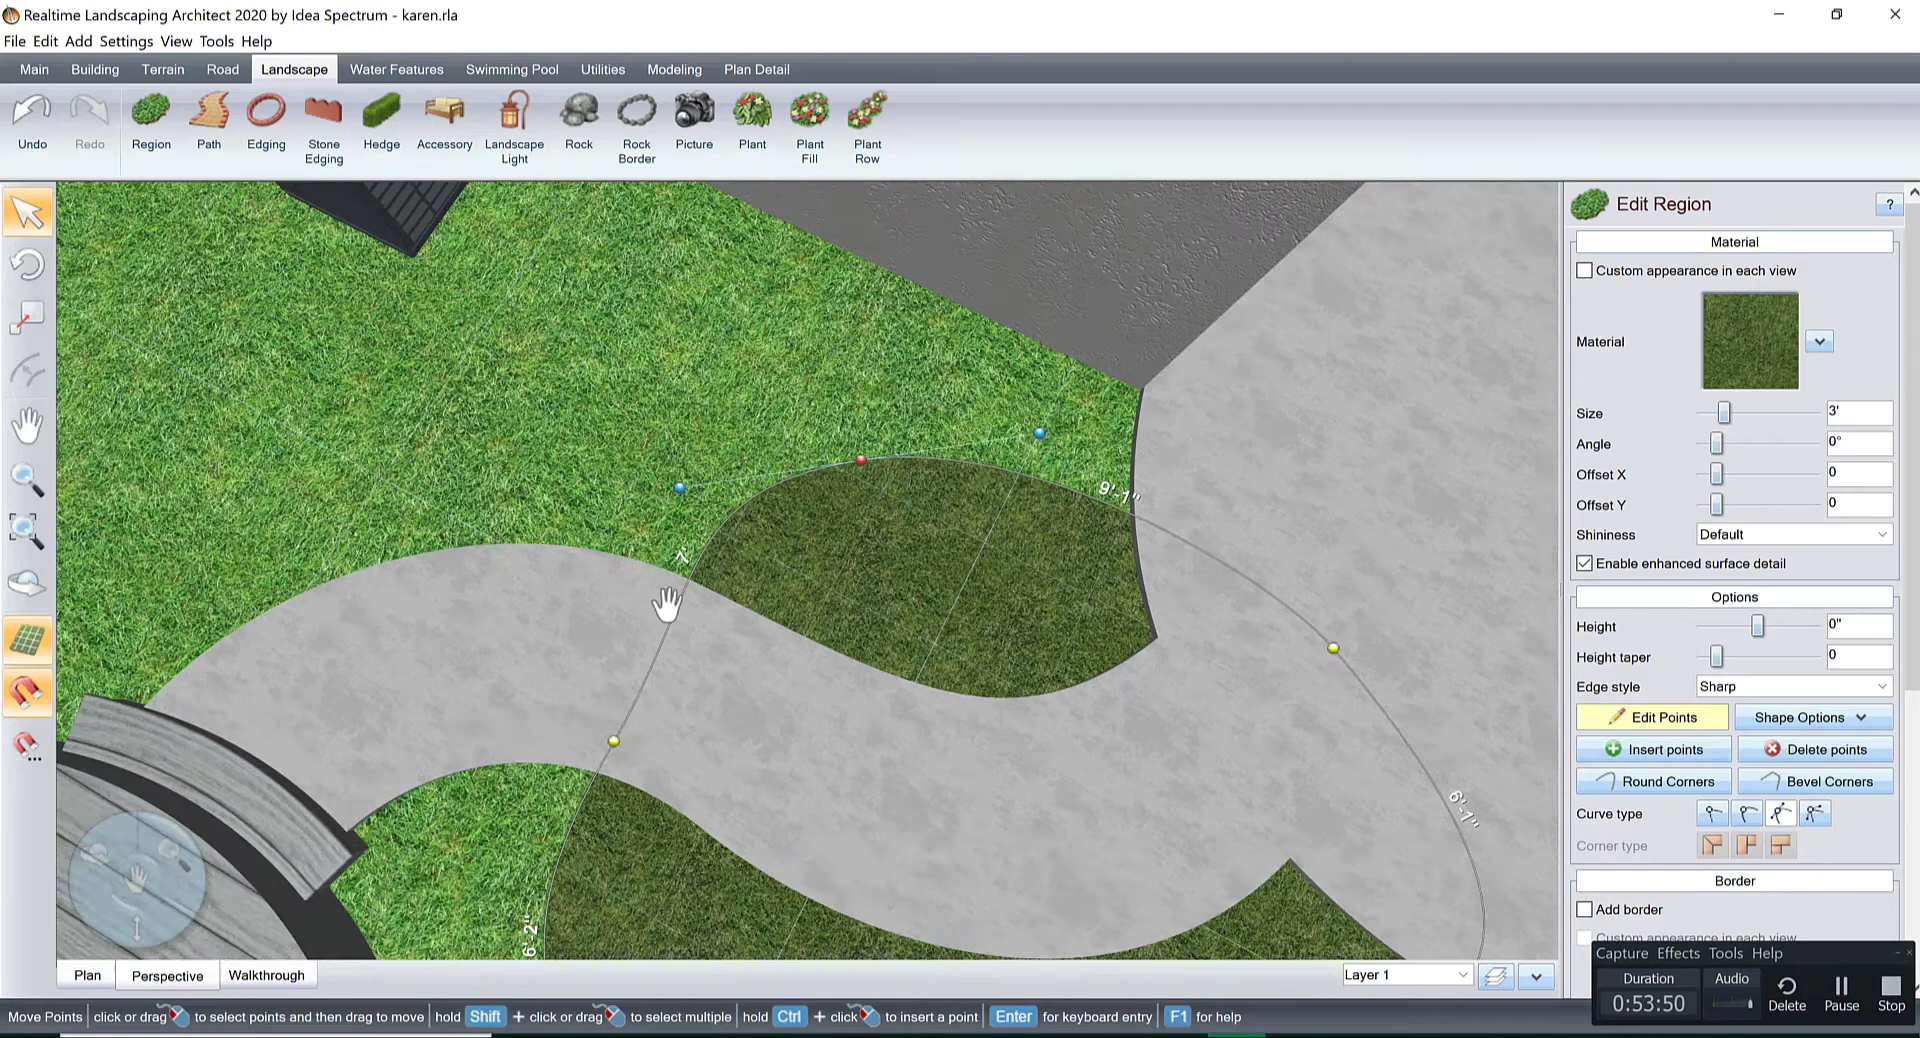 Realtime Landscaping Architect 2020 by Idea Spectrum - karen.rla
File Edit Add Settings View Tools Help
Main Building Terrain Road Landscape Water Features Swimming Pool Utilities Modeling Plan Detail
Undo Redo Region Path Edging Stone Edging Hedge Accessory Landscape Light Rock Rock Border Picture Plant Plant Fill Plant Row
Edit Region
?
Material
Custom appearance in each view
Material
Size 3'
Angle 0°
Offset X 0
Offset Y 0
Shininess Default
Enable enhanced surface detail
Options
Height 0"
Height taper 0
Edge style Sharp
Edit Points Shape Options
Insert points Delete points
Round Corners Bevel Corners
Curve type
Corner type
Border
Add border
Custom appearance in each view
9'-1"
7'
6'-1"
6' 2"
Plan Perspective Walkthrough
Layer 1
Capture Effects Tools Help
Duration Audio
0:53:50 Delete Pause Stop
Move Points click or drag to select points and then drag to move hold Shift + click or drag to select multiple hold Ctrl + click to insert a point Enter for keyboard entry F1 for help